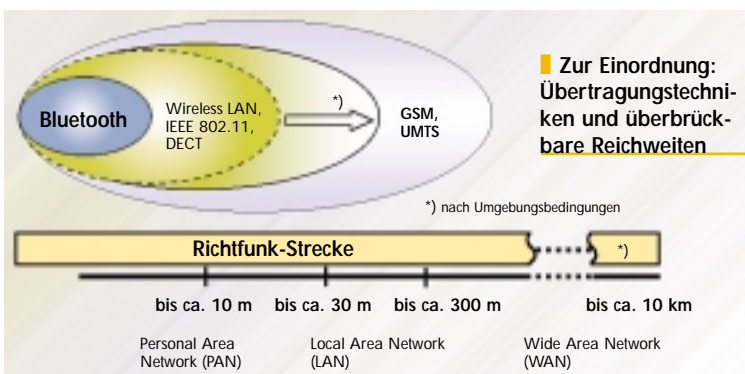 Bluetooth
Wireless LAN,
IEEE 802.11,
DECT
*)
GSM,
UMTS
Zur Einordnung:
Übertragungstechni-
ken und überbrück-
bare Reichweiten
*) nach Umgebungsbedingungen
Richtfunk-Strecke
*)
bis ca. 10 m
bis ca. 30 m
bis ca. 300 m
bis ca. 10 km
Personal Area
Network (PAN)
Local Area Network
(LAN)
Wide Area Network
(WAN)